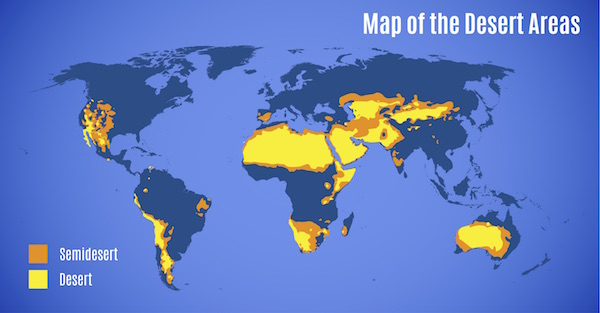 Map of the Desert Areas
Semidesert
Desert